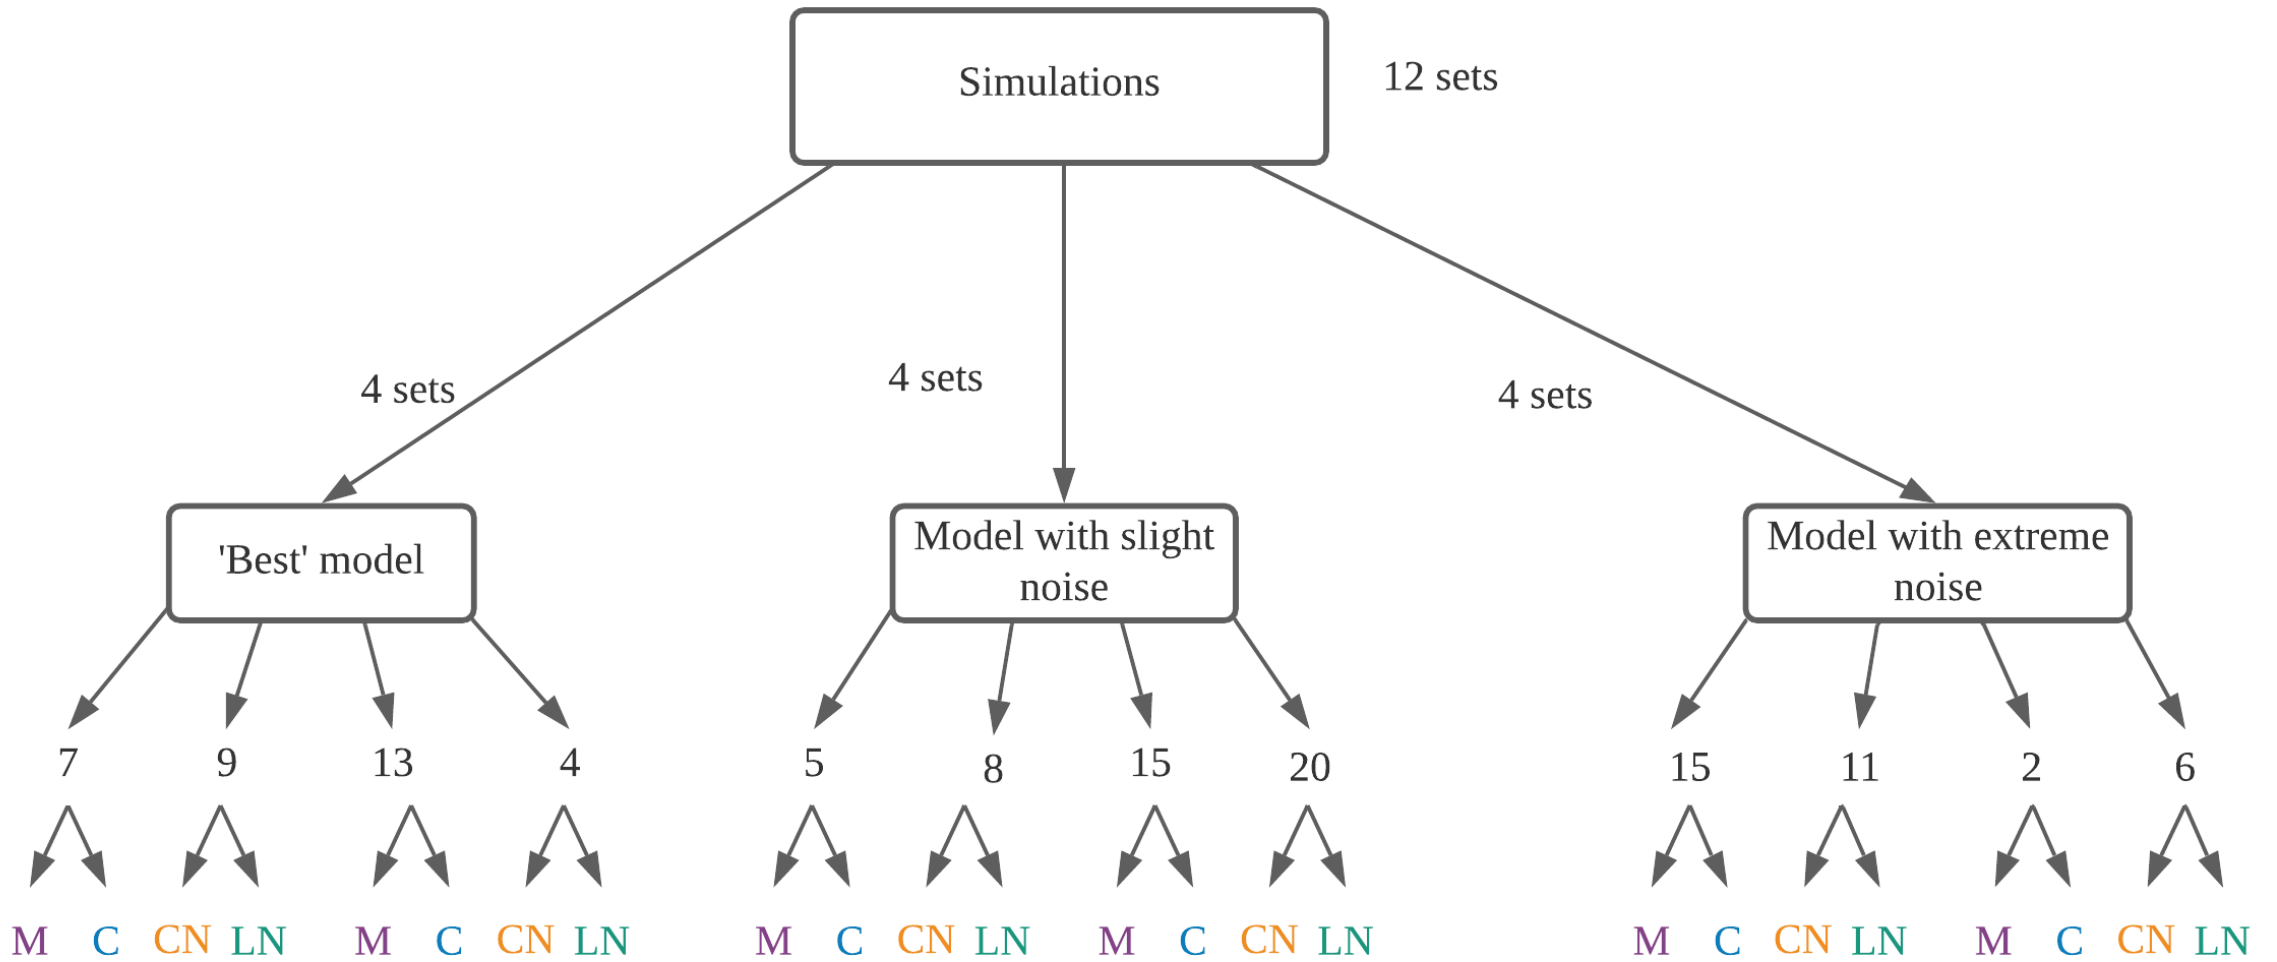 Simulations
12 sets
4 sets
4 sets
4 sets
'Best' model
Model with slight
noise
Model with extreme
noise
7 9 13 4 5 8 15 20 15 11 2 6
M C CN LN M C CN LN M C CN LN M C CN LN M C CN LN M C CN LN